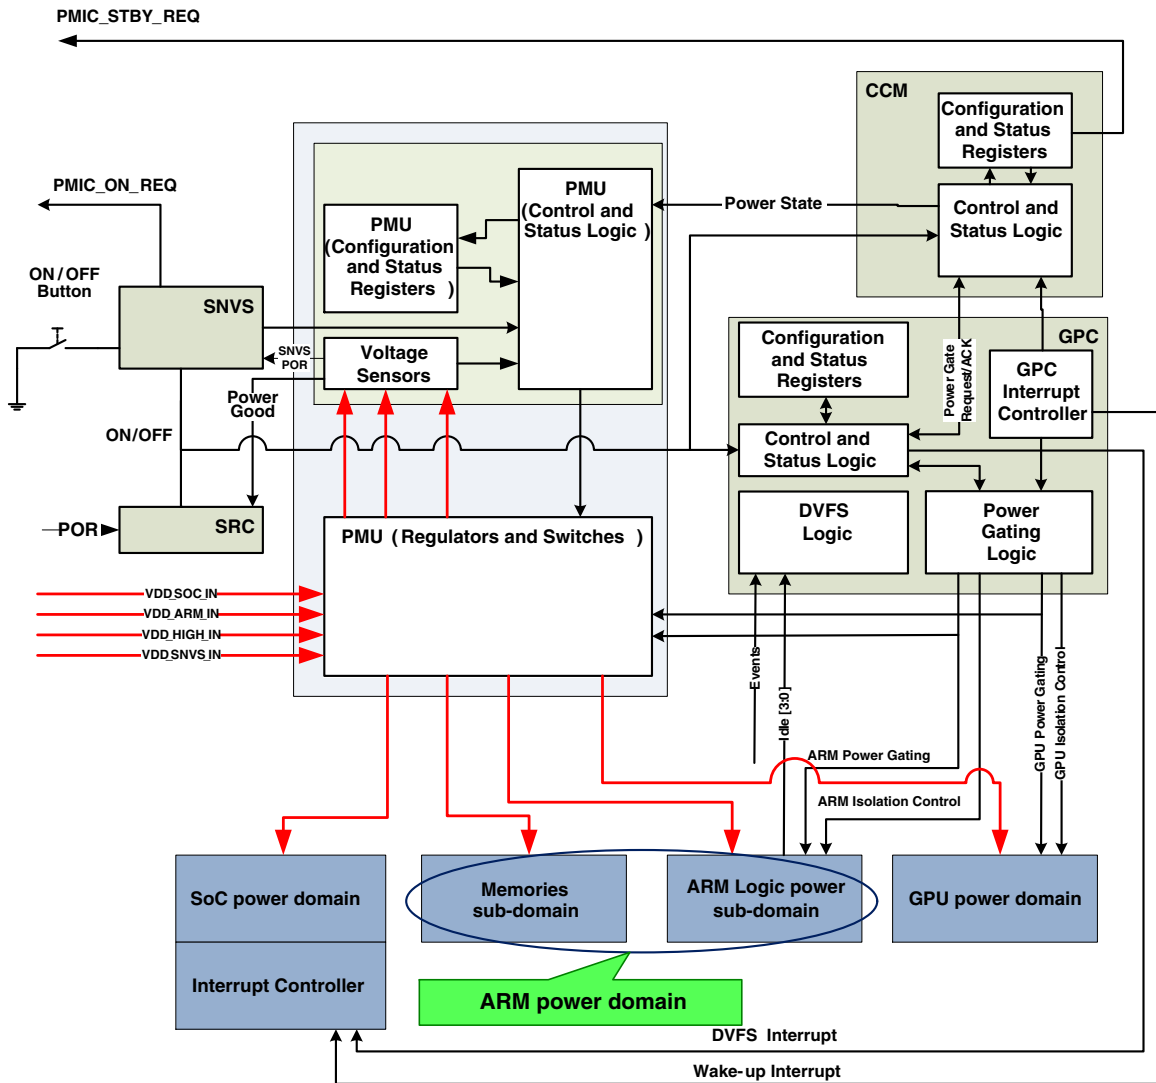 PMIC_STBY_REQ
CCM
Configuration
and Status
Registers
PMIC_ON_REQ
PMU
(Control and
Status Logic )
Power State
Control and
Status Logic
PMU
(Configuration
and Status
Registers )
ON/OFF
Button
SNVS
SNVS
POR
Voltage
Sensors
Power
Good
ON/OFF
POR
SRC
GPC
Configuration
and Status
Registers
Power Gate
Request/ACK
GPC
Interrupt
Controller
Control and
Status Logic
DVFS
Logic
Power
Gating
Logic
PMU ( Regulators and Switches )
VDD_SOC_IN
VDD_ARM_IN
VDD_HIGH_IN
VDD_SNVS_IN
Events
Idle [3:0]
GPU Power Gating
GPU Isolation Control
ARM Power Gating
ARM Isolation Control
SoC power domain
Memories
sub-domain
ARM Logic power
sub-domain
GPU power domain
Interrupt Controller
ARM power domain
DVFS Interrupt
Wake-up Interrupt